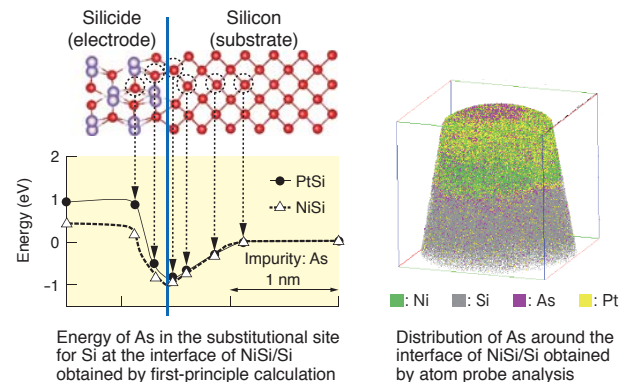 Silicide
(electrode)
Silicon
(substrate)
Energy (eV)
2
1
0
-1
PtSi
NiSi
Impurity: As
1 nm
Energy of As in the substitutional site
for Si at the interface of NiSi/Si
obtained by first-principle calculation
: Ni : Si : As : Pt
Distribution of As around the
interface of NiSi/Si obtained
by atom probe analysis